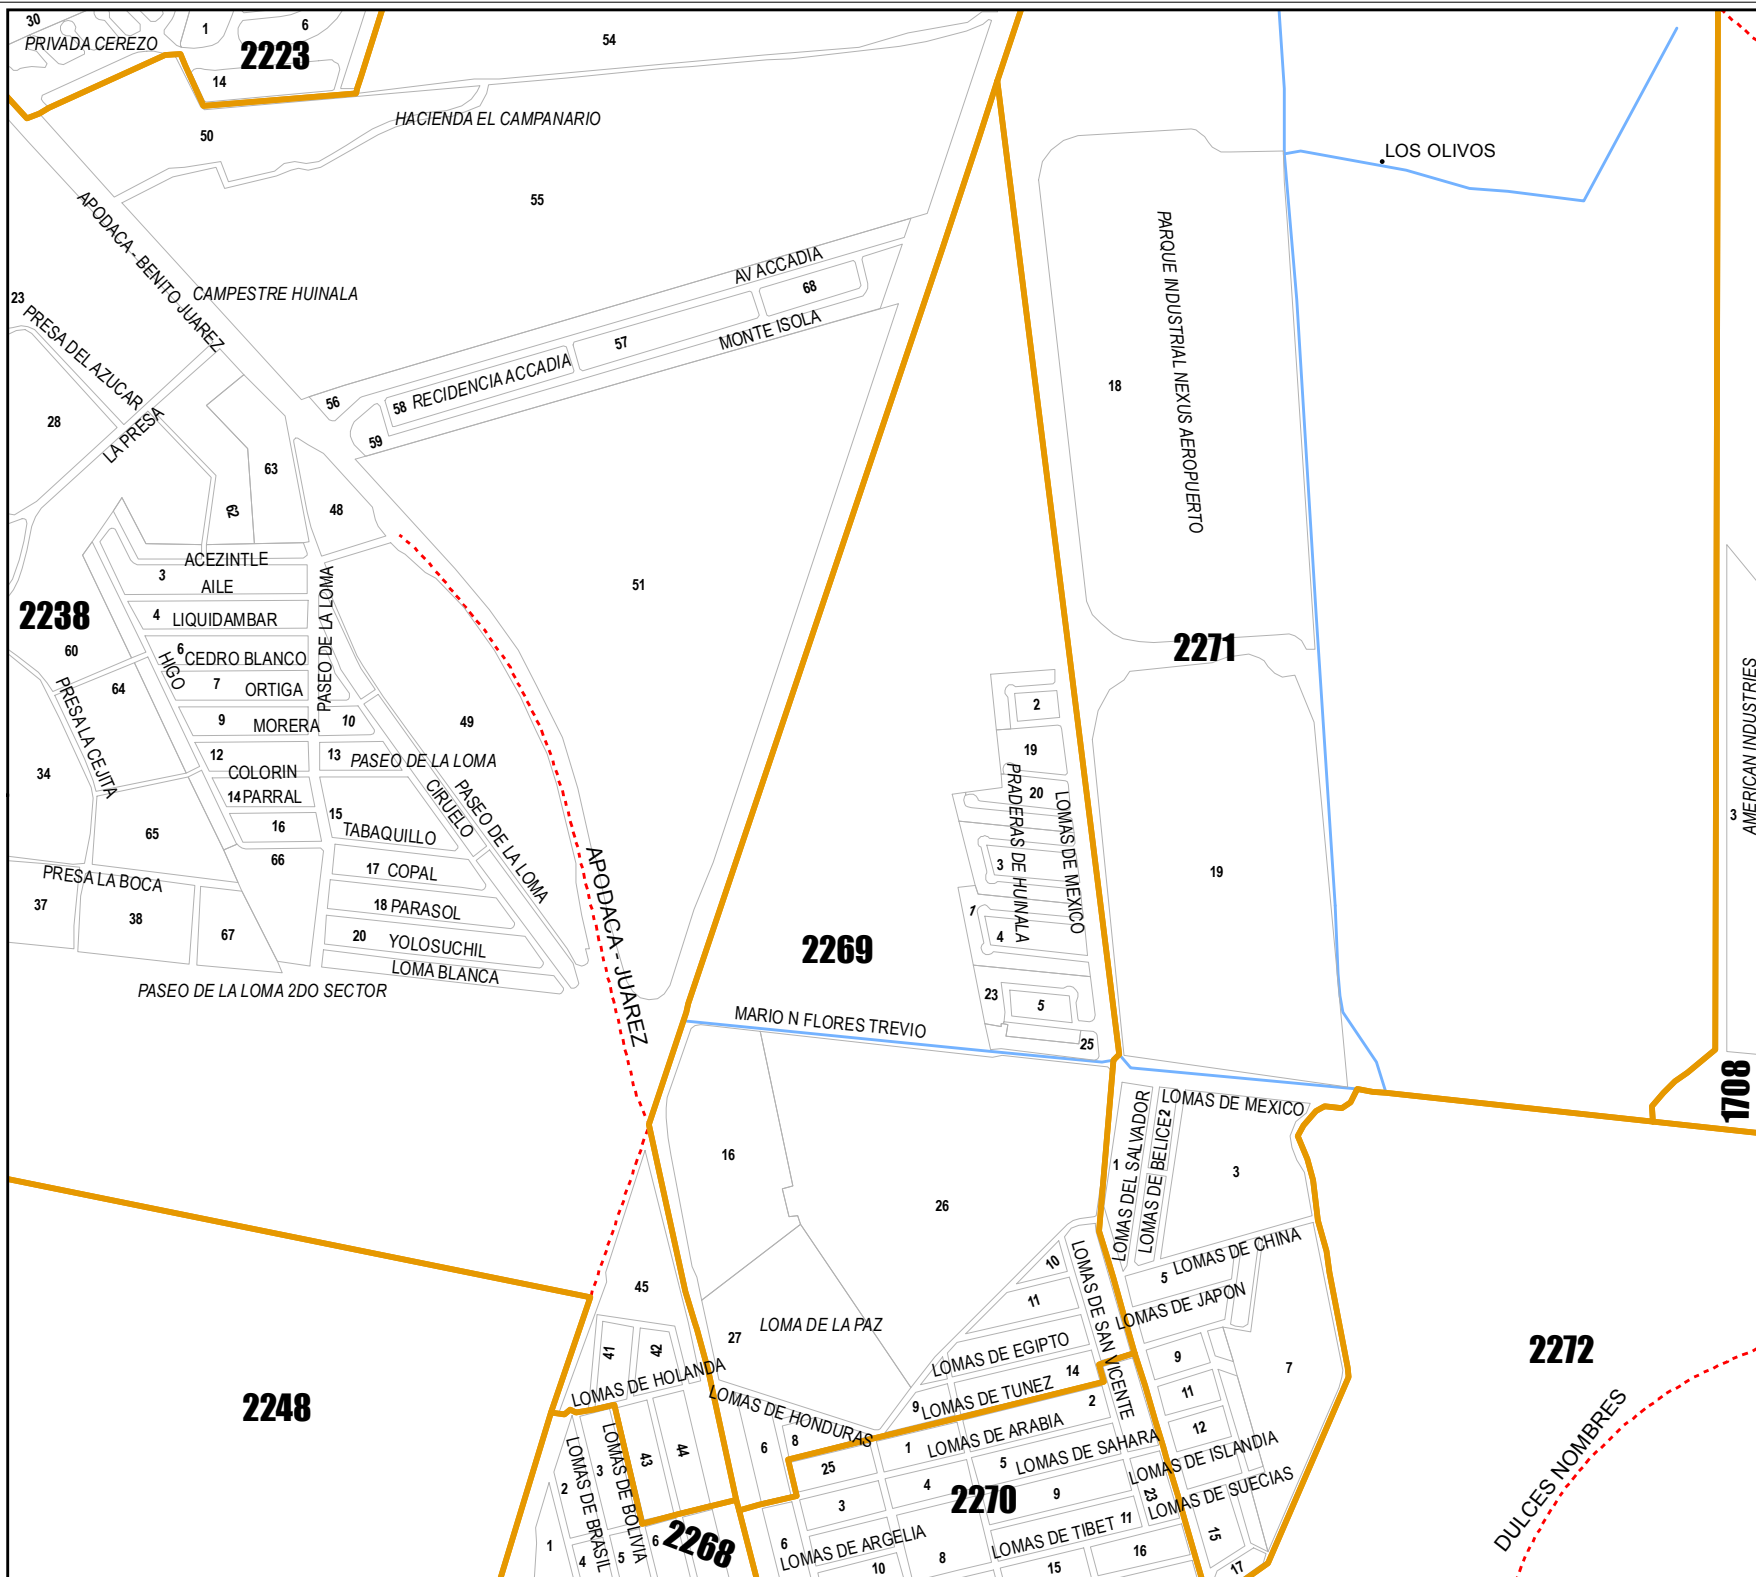 30
PRIVADA CEREZO
1
6
2223
14
54
50
HACIENDA EL CAMPANARIO
55
LOS OLIVOS
APODACA - BENITO JUAREZ
CAMPESTRE HUINALA
23
PRESA DEL AZUCAR
LA PRESA
28
AV ACCADIA
68
57
MONTE ISOLA
56
58 RECIDENCIA ACCADIA
59
PARQUE INDUSTRIAL NEXUS AEROPUERTO
18
63
62
48
51
ACEZINTLE
3
AILE
4 LIQUIDAMBAR
2238
60
6
CEDRO BLANCO
HIGO
PASEO DE LA LOMA
64
7
ORTIGA
PRESA LA CEJITA
9
MORERA
10
49
12
13
PASEO DE LA LOMA
34
COLORIN
14 PARRAL
CIRUELO
PASEO DE LA LOMA
15
65
16
TABAQUILLO
66
17 COPAL
PRESA LA BOCA
37
38
67
18 PARASOL
20
YOLOSUCHIL
LOMA BLANCA
PASEO DE LA LOMA 2DO SECTOR
APODACA - JUAREZ
2271
2
19
20
PRADERAS DE HUINALA
LOMAS DE MEXICO
3
1
4
23
5
25
19
2269
MARIO N FLORES TREVIO
3
AMERICAN INDUSTRIES
1708
LOMAS DE MEXICO
LOMAS DEL SALVADOR
LOMAS DE BELICE
2
1
3
16
26
45
27
LOMA DE LA PAZ
10
11
LOMAS DE SAN VICENTE
LOMAS DE CHINA
5
LOMAS DE JAPON
LOMAS DE EGIPTO
14
9
LOMAS DE TUNEZ
9
7
11
12
2272
2248
41
42
LOMAS DE HOLANDA
LOMAS DE HONDURAS
LOMAS DE BRASIL
LOMAS DE BOLIVIA
43
44
2
3
1
4
5
6
2268
6
8
25
1
2
LOMAS DE ARABIA
5
LOMAS DE SAHARA
4
3
2270
9
LOMAS DE ISLANDIA
23
LOMAS DE SUECIAS
6
LOMAS DE ARGELIA
10
8
LOMAS DE TIBET
11
15
16
15
17
DULCES NOMBRES